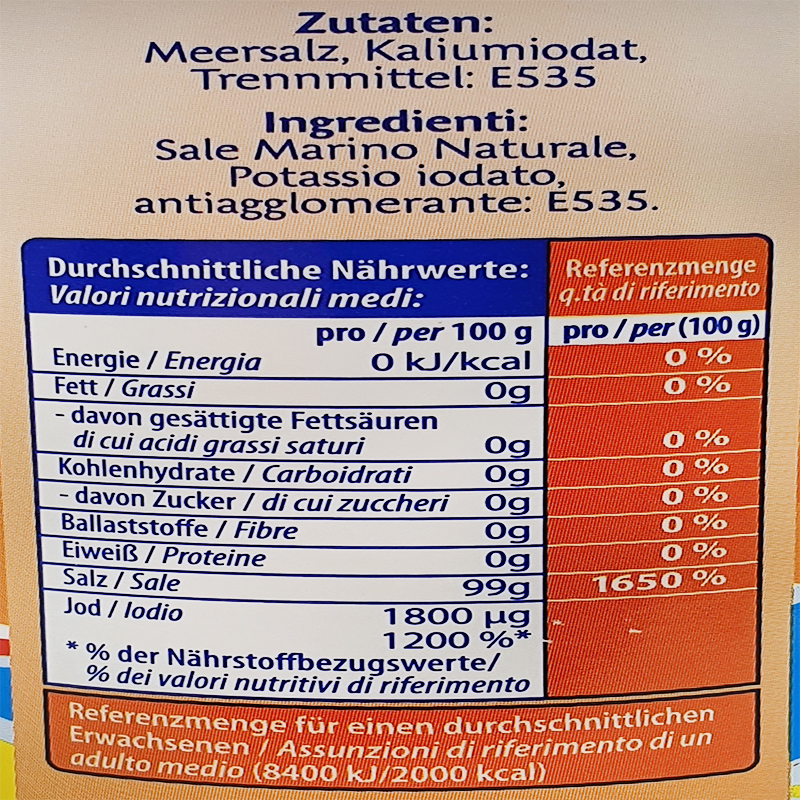 Zutaten:
Meersalz, Kaliumiodat,
Trennmittel: E535
Ingredienti:
Sale Marino Naturale,
Potassio iodato,
antiagglomerante: E535.
Durchschnittliche Nährwerte: Referenzmenge
Valori nutrizionali medi: q.tà di riferimento
pro / per 100 g pro / per (100 g)
Energie / Energia 0 kJ/kcal 0 %
Fett / Grassi 0g 0 %
- davon gesättigte Fettsäuren
di cui acidi grassi saturi 0g 0 %
Kohlenhydrate / Carboidrati 0g 0 %
- davon Zucker / di cui zuccheri 0g 0 %
Ballaststoffe / Fibre 0g 0 %
Eiweiß / Proteine 0g 0 %
Salz / Sale 99g 1650 %
Jod / Iodio 1800 µg
1200 %*
* % der Nährstoffbezugswerte/
% dei valori nutritivi di riferimento
Referenzmenge für einen durchschnittlichen
Erwachsenen / Assunzioni di riferimento di un
adulto medio (8400 kJ/2000 kcal)